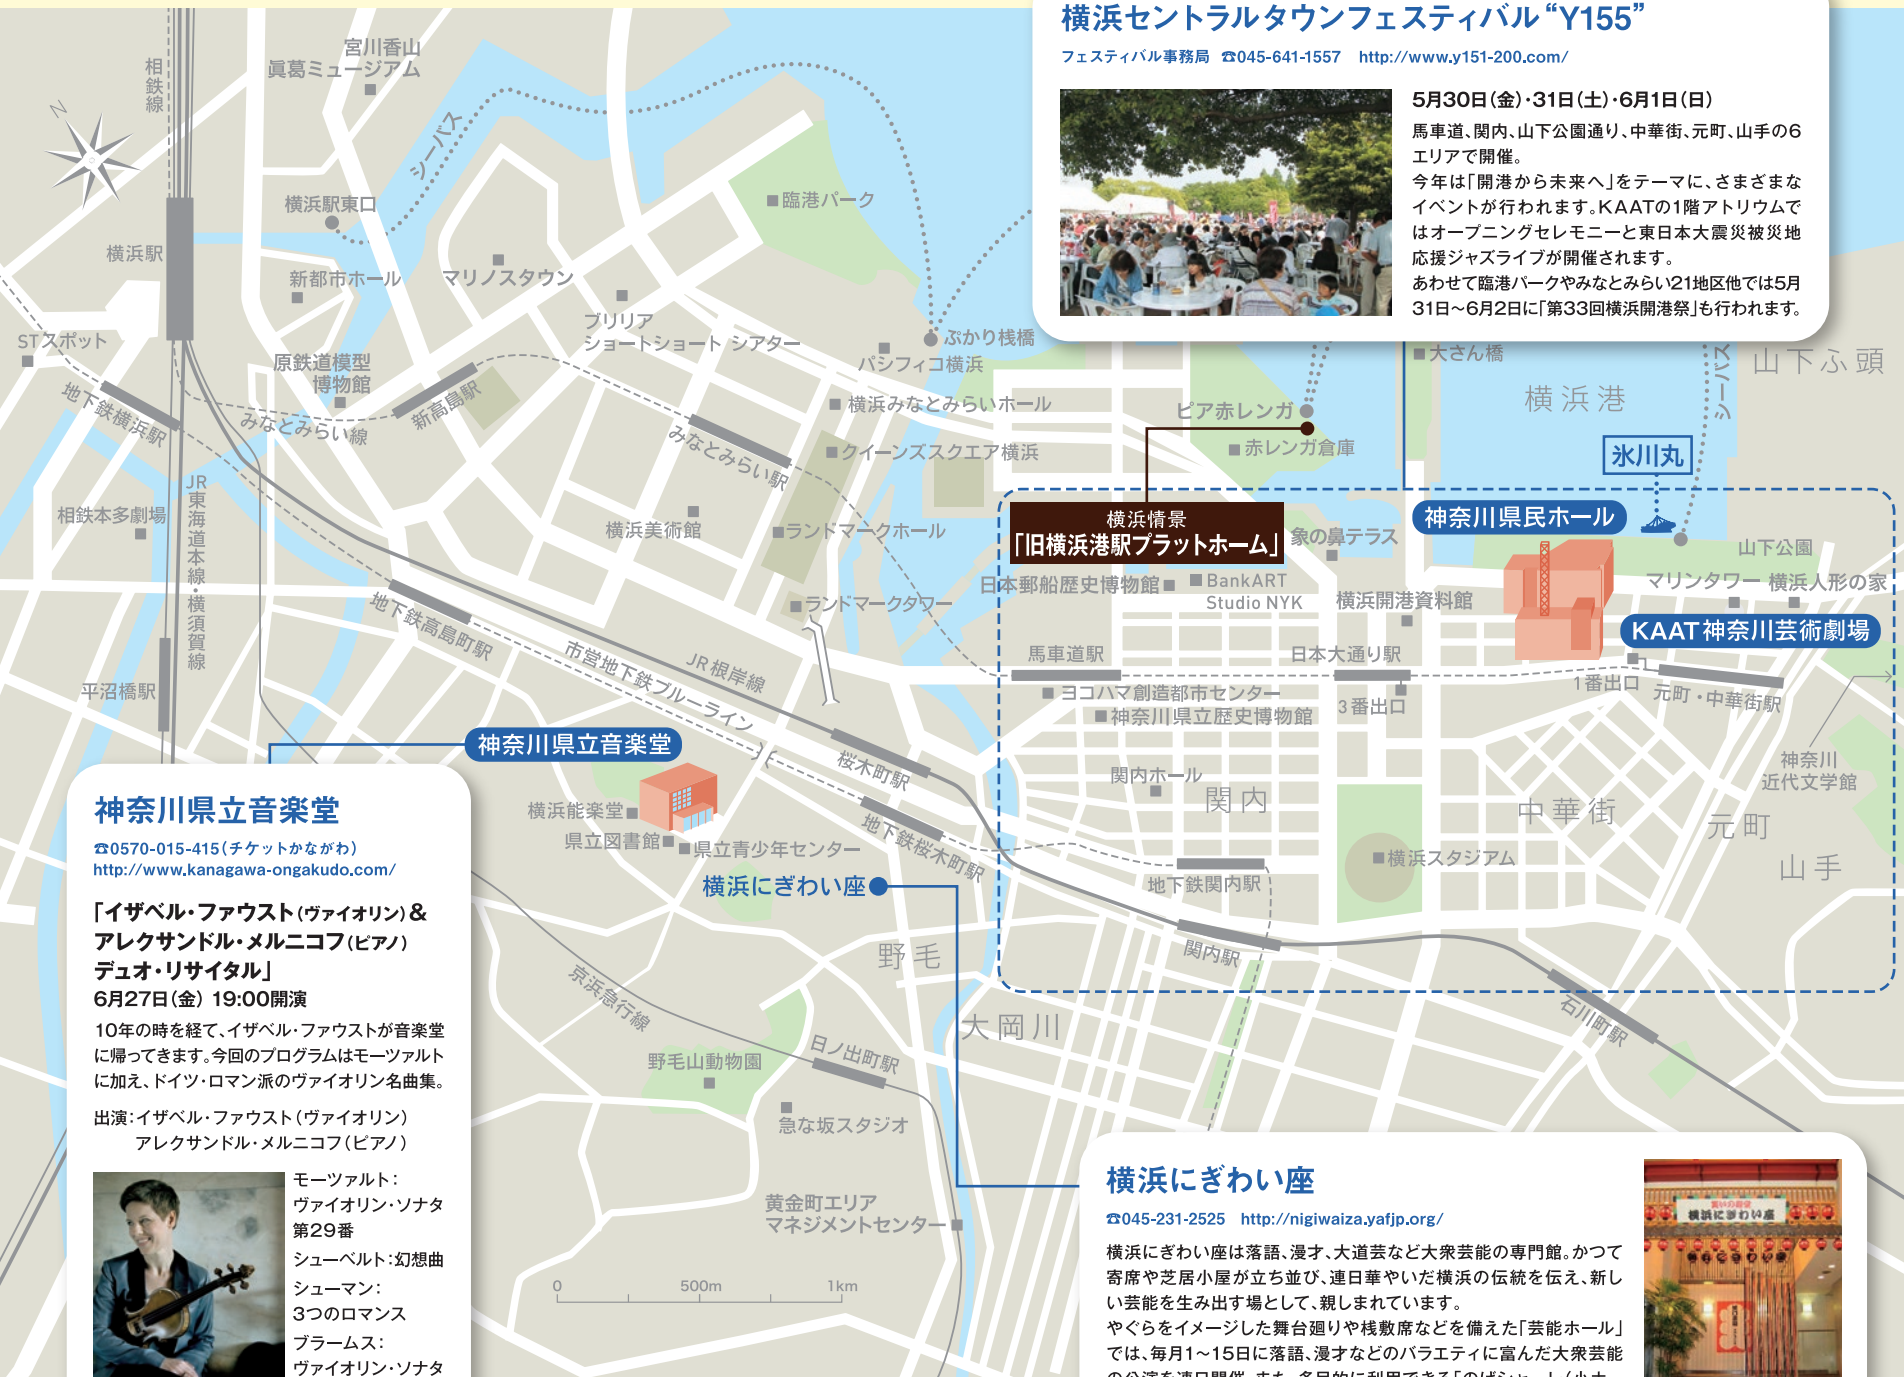 横浜セントラルタウンフェスティバル“Y155”
フェスティバル事務局 ☎045-641-1557 http://www.y151-200.com/
5月30日(金)・31日(土)・6月1日(日)
馬車道、関内、山下公園通り、中華街、元町、山手の6
エリアで開催。
今年は「開港から未来へ」をテーマに、さまざまな
イベントが行われます。KAATの1階アトリウムで
はオープニングセレモニーと東日本大震災被災地
応援ジャズライブが開催されます。
あわせて臨港パークやみなとみらい21地区他では5月
31日〜6月2日に「第33回横浜開港祭」も行われます。
宮川香山
眞葛ミュージアム
相鉄線
N
シーバス
横浜駅東口
臨港パーク
横浜駅
新都市ホール
マリノスタウン
STスポット
ブリリア
ショートショート シアター
ぷかり桟橋
パシフィコ横浜
原鉄道模型
博物館
地下鉄横浜駅
みなとみらい線
新高島駅
みなとみらい駅
横浜みなとみらいホール
クイーンズスクエア横浜
ピア赤レンガ
赤レンガ倉庫
大さん橋
横浜港
シーバス
山下ふ頭
氷川丸
相鉄本多劇場
JR東海道本線・横須賀線
横浜美術館
ランドマークホール
横浜情景
「旧横浜港駅プラットホーム」
象の鼻テラス
神奈川県民ホール
山下公園
日本郵船歴史博物館
BankART
Studio NYK
横浜開港資料館
マリンタワー
横浜人形の家
ランドマークタワー
地下鉄高島町駅
KAAT神奈川芸術劇場
市営地下鉄ブルーライン
JR根岸線
馬車道駅
日本大通り駅
平沼橋駅
ヨコハマ創造都市センター
神奈川県立歴史博物館
3番出口
1番出口
元町・中華街駅
神奈川県立音楽堂
桜木町駅
関内ホール
関内
中華街
元町
神奈川
近代文学館
横浜能楽堂
県立図書館
県立青少年センター
地下鉄桜木町駅
横浜スタジアム
山手
横浜にぎわい座
地下鉄関内駅
野毛
関内駅
京浜急行線
大岡川
石川町駅
野毛山動物園
日ノ出町駅
急な坂スタジオ
黄金町エリア
マネジメントセンター
0 500m 1km
神奈川県立音楽堂
☎0570-015-415(チケットかながわ)
http://www.kanagawa-ongakudo.com/
「イザベル・ファウスト(ヴァイオリン)&
アレクサンドル・メルニコフ(ピアノ)
デュオ・リサイタル」
6月27日(金) 19:00開演
10年の時を経て、イザベル・ファウストが音楽堂
に帰ってきます。今回のプログラムはモーツァルト
に加え、ドイツ・ロマン派のヴァイオリン名曲集。
出演:イザベル・ファウスト(ヴァイオリン)
アレクサンドル・メルニコフ(ピアノ)
モーツァルト:
ヴァイオリン・ソナタ
第29番
シューベルト:幻想曲
シューマン:
3つのロマンス
ブラームス:
ヴァイオリン・ソナタ
横浜にぎわい座
☎045-231-2525 http://nigiwaiza.yafjp.org/
横浜にぎわい座は落語、漫才、大道芸など大衆芸能の専門館。かつて
寄席や芝居小屋が立ち並び、連日華やいだ横浜の伝統を伝え、新し
い芸能を生み出す場として、親しまれています。
やぐらをイメージした舞台廻りや桟敷席などを備えた「芸能ホール」
では、毎月1〜15日に落語、漫才などのバラエティに富んだ大衆芸能
の公演を連日開催。また、多目的に利用できる「のげシャーレ(小ホー
横浜にぎわい座